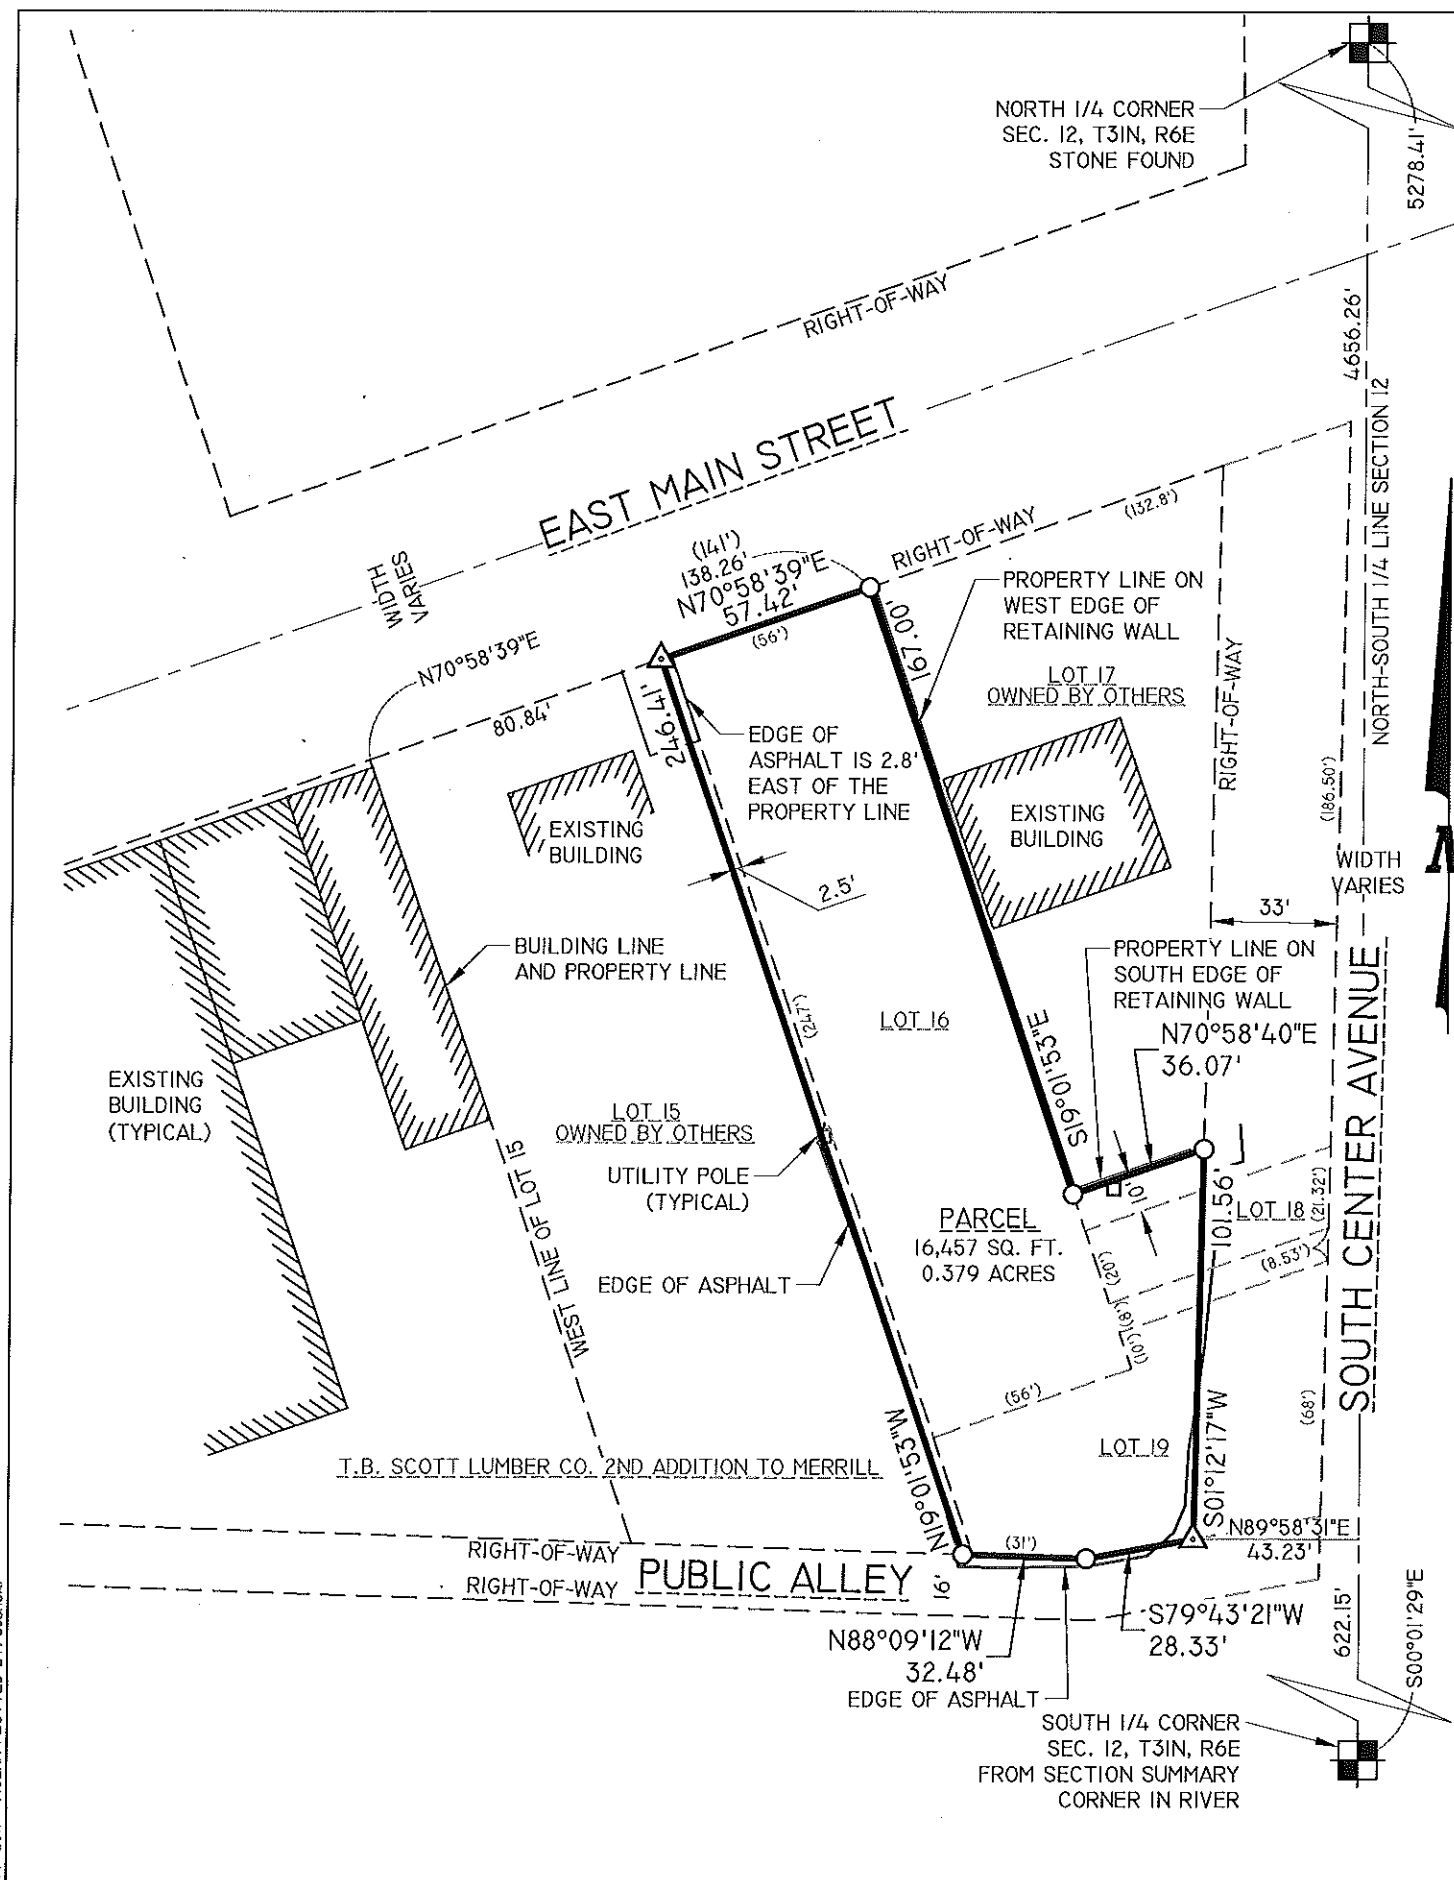 NORTH 1/4 CORNER
SEC. 12, T31N, R6E
STONE FOUND
5278.41'
RIGHT-OF-WAY
4656.26'
NORTH-SOUTH 1/4 LINE SECTION 12
EAST MAIN STREET
WIDTH
VARIES
(141')
138.26'
N70°58'39"E
57.42'
(56')
RIGHT-OF-WAY
(132.8')
N70°58'39"E
80.84'
246.41'
167.00'
PROPERTY LINE ON
WEST EDGE OF
RETAINING WALL
LOT 17
OWNED BY OTHERS
RIGHT-OF-WAY
EDGE OF
ASPHALT IS 2.8'
EAST OF THE
PROPERTY LINE
EXISTING
BUILDING
EXISTING
BUILDING
(186.50')
WIDTH
VARIES
N
2.5'
33'
BUILDING LINE
AND PROPERTY LINE
PROPERTY LINE ON
SOUTH EDGE OF
RETAINING WALL
(247')
LOT 16
S19°01'53"E
N70°58'40"E
36.07'
SOUTH CENTER AVENUE
EXISTING
BUILDING
(TYPICAL)
LOT 15
OWNED BY OTHERS
UTILITY POLE
(TYPICAL)
10'
101.56'
LOT 18
(21.32')
PARCEL
16,457 SQ. FT.
0.379 ACRES
WEST LINE OF LOT 15
EDGE OF ASPHALT
(20')
(8.53')
(8')
(10')
(56')
(68')
N19°01'53"W
S01°12'17"W
LOT 19
T.B. SCOTT LUMBER CO. 2ND ADDITION TO MERRILL
N89°58'31"E
43.23'
RIGHT-OF-WAY
RIGHT-OF-WAY
PUBLIC ALLEY
16'
(31')
S79°43'21"W
28.33'
N88°09'12"W
32.48'
EDGE OF ASPHALT
622.15'
S00°01'29"E
SOUTH 1/4 CORNER
SEC. 12, T31N, R6E
FROM SECTION SUMMARY
CORNER IN RIVER